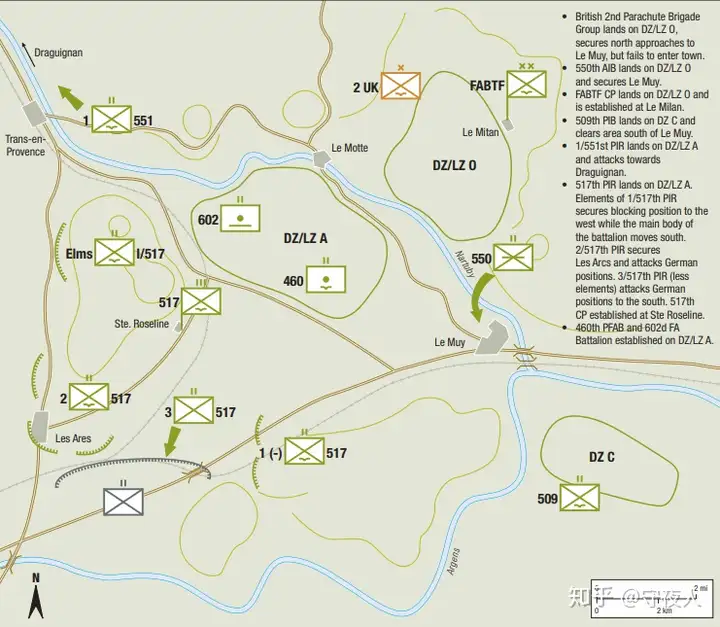 Draguignan
1
551
Trans-en-
Provence
Le Motte
2 UK
FABTF
Le Mitan
DZ/LZ O
602
DZ/LZ A
460
Elms
I/517
517
Ste. Roseline
550
Nartuby
Le Muy
2
517
3
517
Les Ares
1 (-)
517
DZ C
509
Argens
N
0
2 mi
0
2 km
• British 2nd Parachute Brigade
Group lands on DZ/LZ O,
secures north approaches to
Le Muy, but fails to enter town.
• 550th AIB lands on DZ/LZ O
and secures Le Muy.
• FABTF CP lands on DZ/LZ O and
is established at Le Milan.
• 509th PIB lands on DZ C and
clears area south of Le Muy.
• 1/551st PIR lands on DZ/LZ A
and attacks towards
Draguignan.
• 517th PIR lands on DZ/LZ A.
Elements of 1/517th PIR
secures blocking position to the
west while the main body of
the battalion moves south.
2/517th PIR secures
Les Arcs and attacks German
positions. 3/517th PIR (less
elements) attacks German
positions to the south. 517th
CP established at Ste Roseline.
• 460th PFAB and 602d FA
Battalion established on DZ/LZ A.
知乎 @守夜人